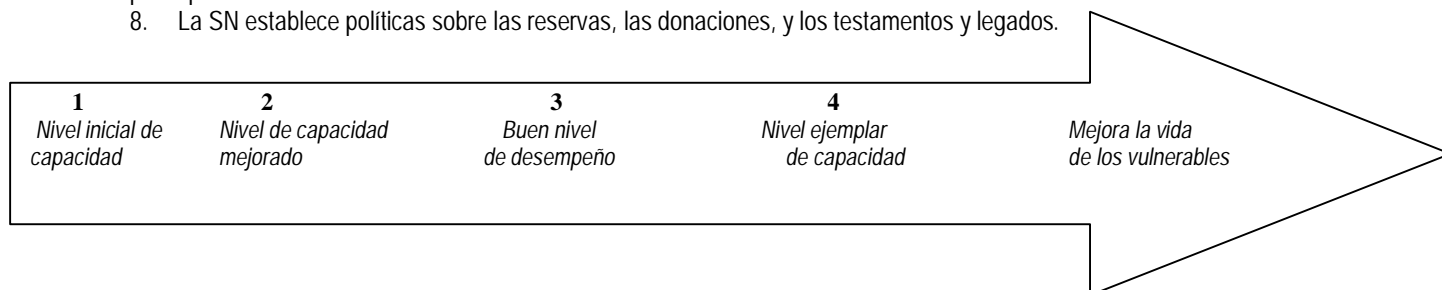 8. La SN establece políticas sobre las reservas, las donaciones, y los testamentos y legados.
1 2 3 4
Nivel inicial de Nivel de capacidad Buen nivel Nivel ejemplar Mejora la vida
capacidad mejorado de desempeño de capacidad de los vulnerables